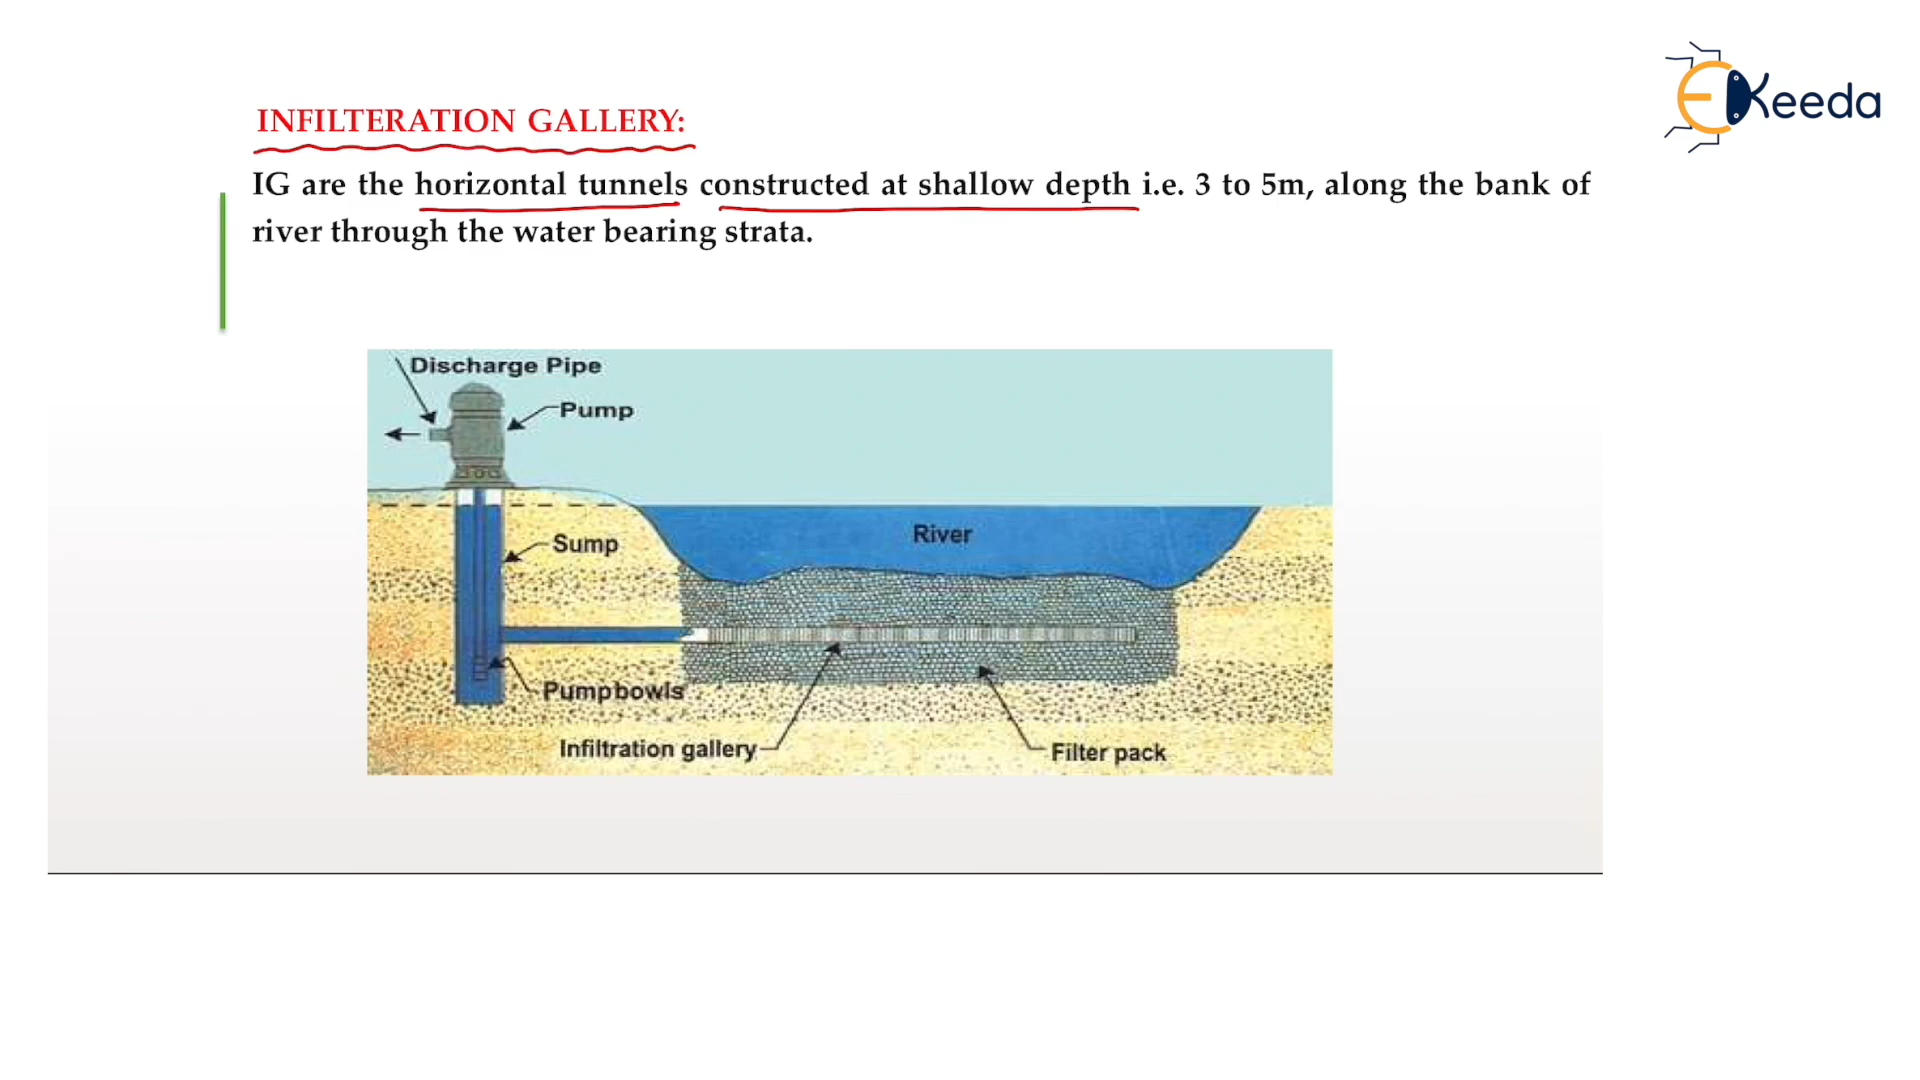 EKeeda
INFILTERATION GALLERY:
IG are the horizontal tunnels constructed at shallow depth i.e. 3 to 5m, along the bank of
river through the water bearing strata.
Discharge Pipe
Pump
River
Sump
Pumpbowls
Infiltration gallery
Filter pack